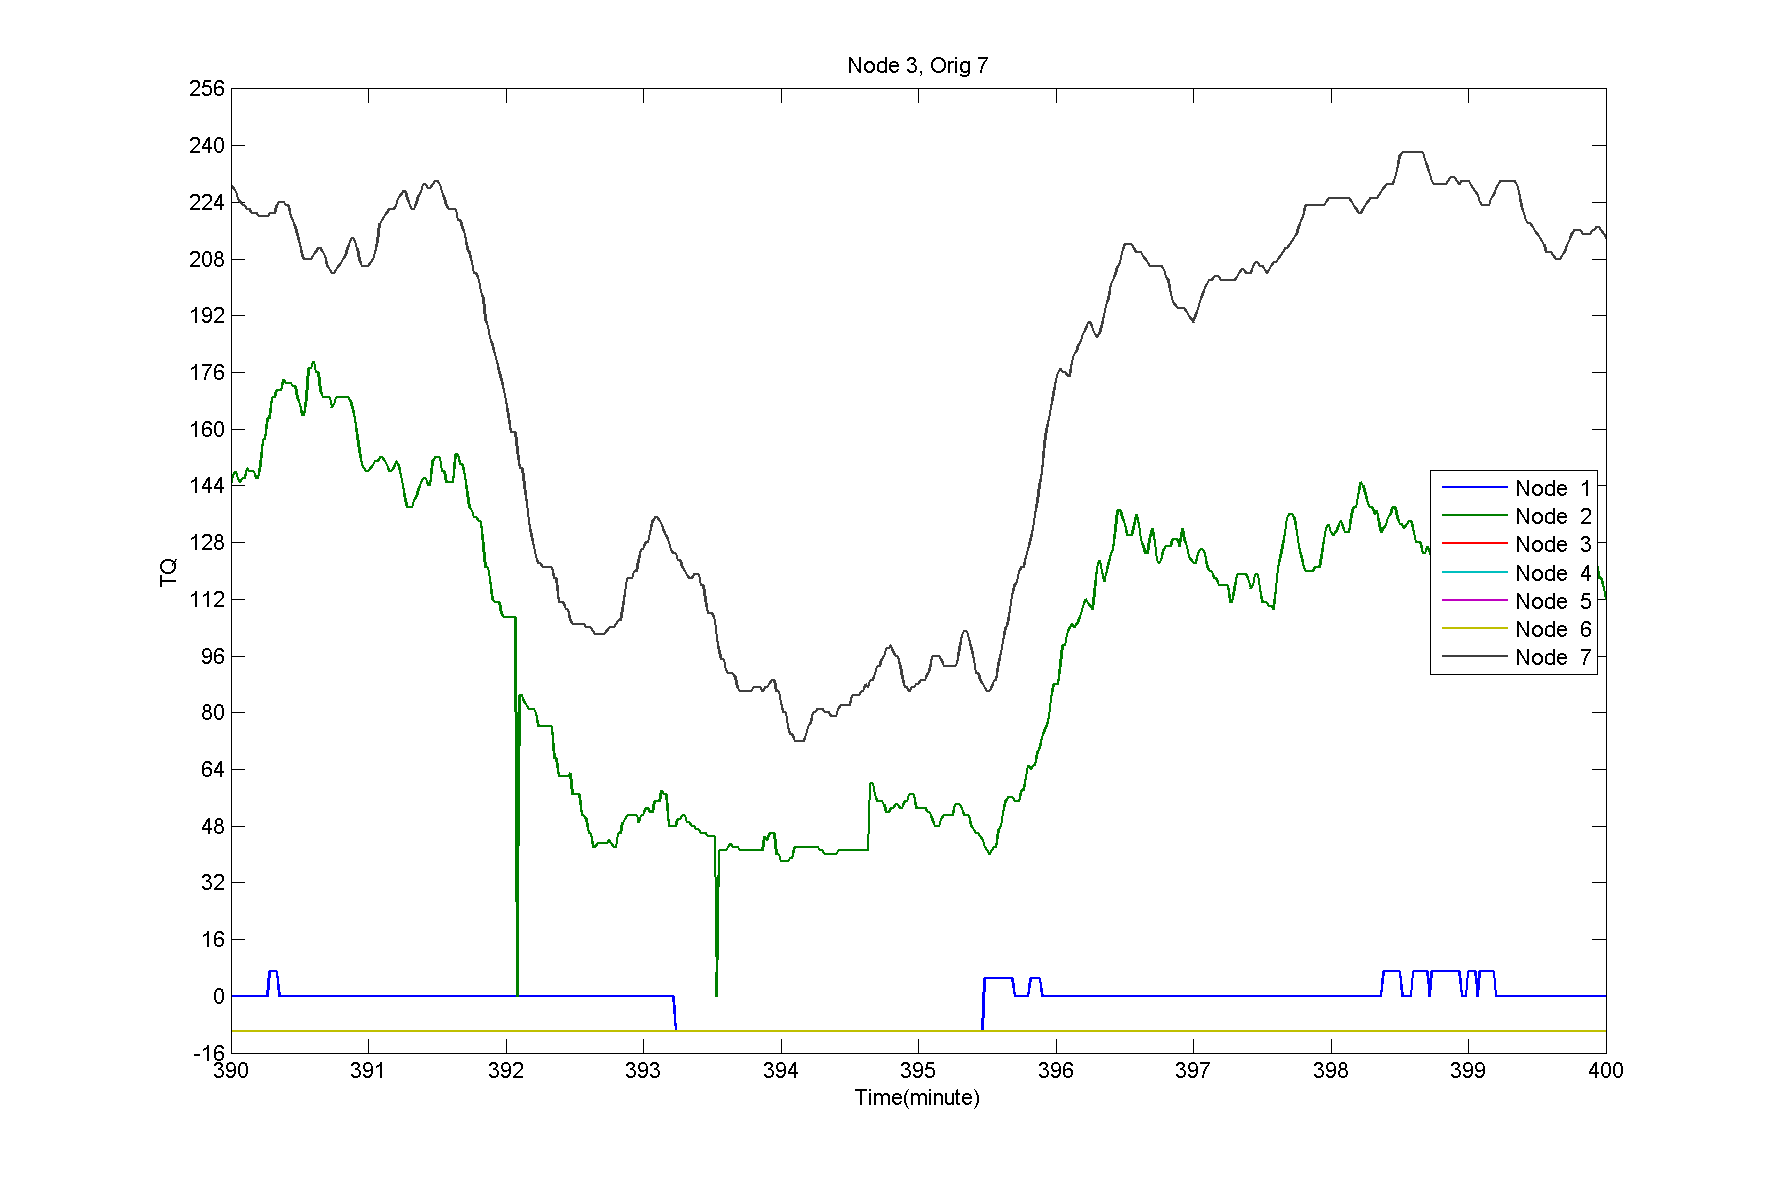 Node 3, Orig 7
256
240
224
208
192
176
160
144
128
112
96
80
64
48
32
16
0
-16
TQ
Node 1
Node 2
Node 3
Node 4
Node 5
Node 6
Node 7
390 391 392 393 394 395 396 397 398 399 400
Time(minute)